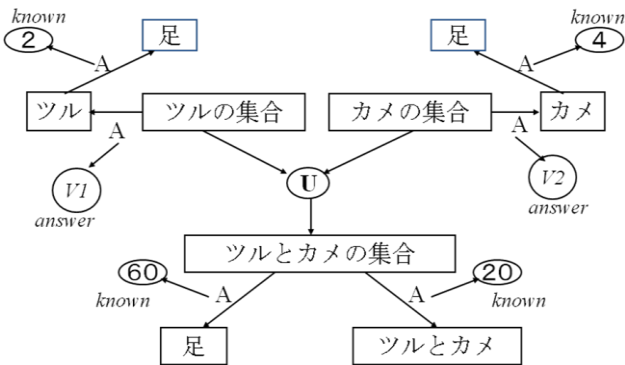 known
known
2
足
足
4
A
A
ツル
ツルの集合
カメの集合
カメ
A
A
V1
U
V2
answer
answer
ツルとカメの集合
60
20
known
A
A
known
足
ツルとカメ